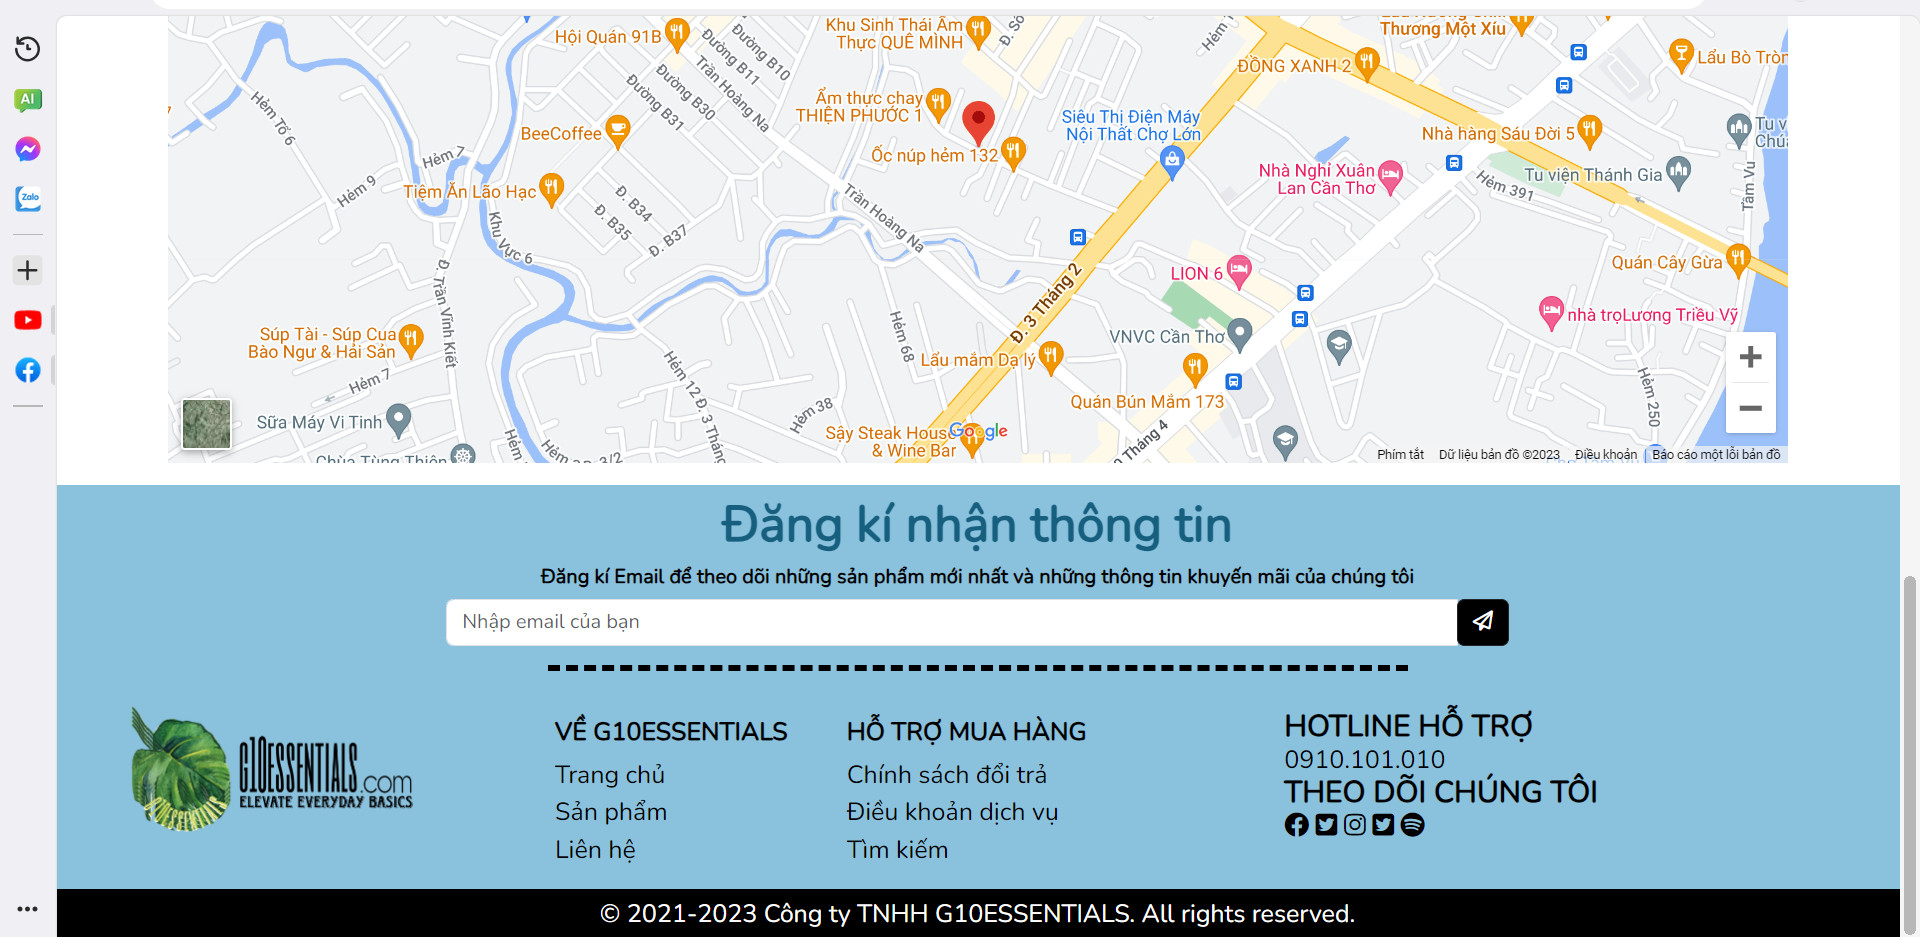 AI
Zalo
Hội Quán 91B
Đường B10
Đường B11
Trần Hoàng Na
Đường B30
Đường B31
Khu Sinh Thái Ẩm
Thực QUÊ MÌNH
Đ. Số
Hẻm
Thương Một Xíu
ĐỒNG XANH 2
Lẩu Bò Tròn
Hẻm Tổ 6
Ẩm thực chay
THIỆN PHƯỚC 1
BeeCoffee
Siêu Thị Điện Máy
Nội Thất Chợ Lớn
Nhà hàng Sáu Đời 5
Tu v
Chúa
Ốc núp hẻm 132
Hẻm 7
Hẻm 9
Tiệm Ăn Lão Hạc
Đ. B34
Đ. B35
Đ. B37
Trần Hoàng Na
Nhà Nghỉ Xuân
Lan Cần Thơ
Hẻm 391
Tu viện Thánh Gia
Tầm Vu
Khu Vực 6
Đ. Trần Vĩnh Kiết
LION 6
Quán Cây Gừa
Đ. 3 Tháng 2
nhà trọLương Triều Vỹ
Súp Tài - Súp Cua
Bào Ngư & Hải Sản
Hẻm 68
VNVC Cần Thơ
Lẩu mắm Dạ lý
Hẻm 7
Hẻm 12 Đ. 3 Tháng
Hẻm 38
Quán Bún Mắm 173
Hẻm 250
Sữa Máy Vi Tinh
Sậy Steak House
& Wine Bar
Google
Tháng 4
Hẻm
Chùa Tùng Thiên
Phím tắt Dữ liệu bản đồ ©2023 Điều khoản Báo cáo một lỗi bản đồ
Đăng kí nhận thông tin
Đăng kí Email để theo dõi những sản phẩm mới nhất và những thông tin khuyến mãi của chúng tôi
Nhập email của bạn
G10ESSENTIALS.com
ELEVATE EVERYDAY BASICS
VỀ G10ESSENTIALS
Trang chủ
Sản phẩm
Liên hệ
HỖ TRỢ MUA HÀNG
Chính sách đổi trả
Điều khoản dịch vụ
Tìm kiếm
HOTLINE HỖ TRỢ
0910.101.010
THEO DÕI CHÚNG TÔI
© 2021-2023 Công ty TNHH G10ESSENTIALS. All rights reserved.